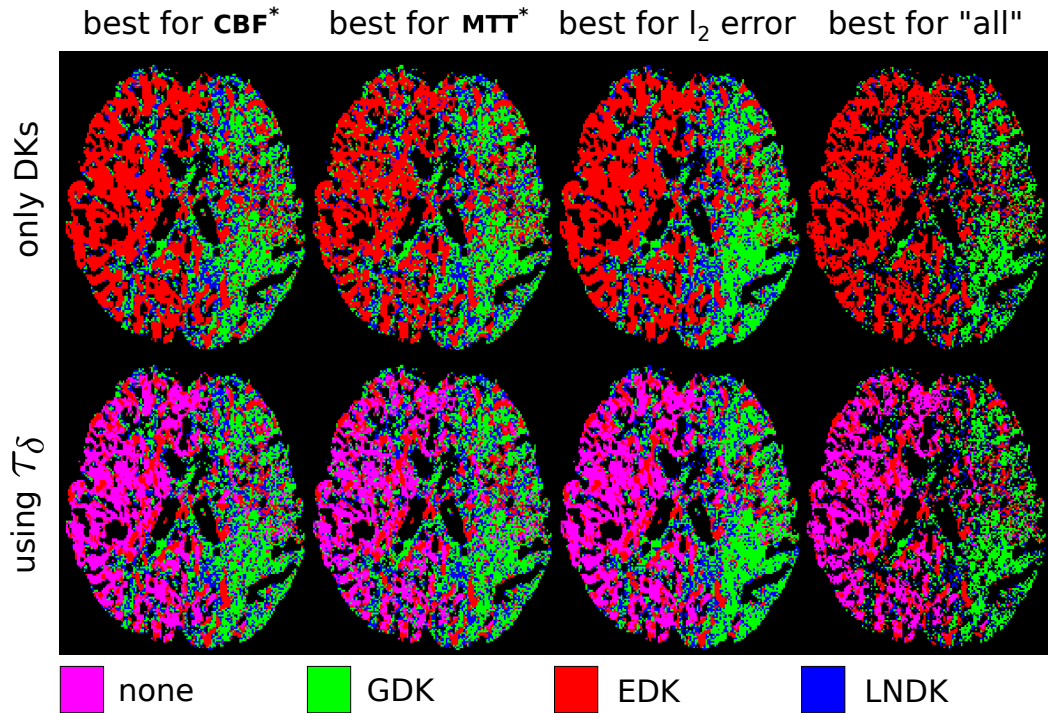 best for CBF* best for MTT* best for l₂ error best for "all"
only DKs
using 𝒯δ
none GDK EDK LNDK